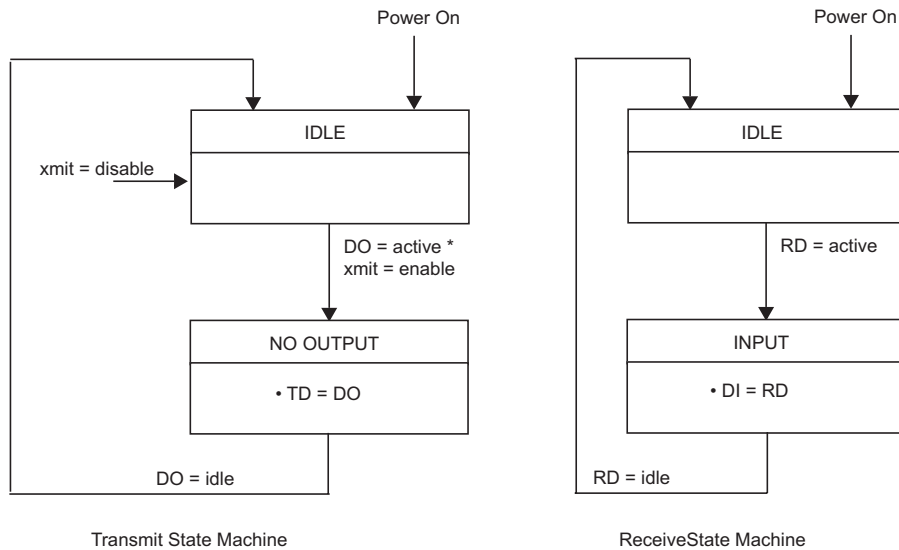 Power On
IDLE
xmit = disable
DO = active *
xmit = enable
NO OUTPUT
• TD = DO
DO = idle
Transmit State Machine
Power On
IDLE
RD = active
INPUT
• DI = RD
RD = idle
ReceiveState Machine